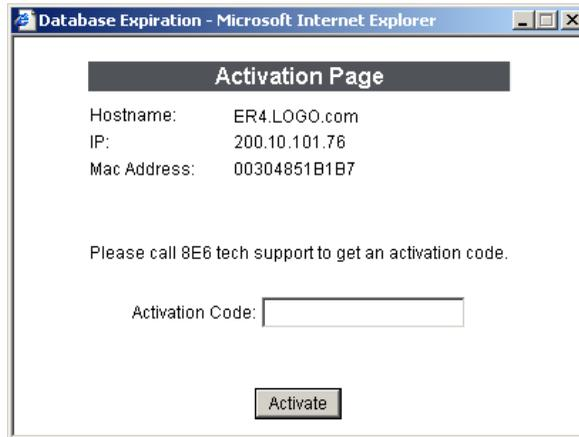 Database Expiration - Microsoft Internet Explorer
Activation Page
Hostname: ER4.LOGO.com
IP: 200.10.101.76
Mac Address: 00304851B1B7
Please call 8E6 tech support to get an activation code.
Activation Code:
Activate